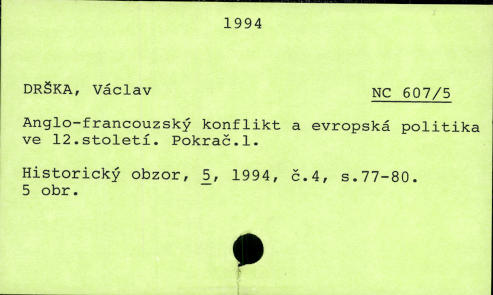 1994
DRŠKA, Václav NC 607/5
Anglo-francouzský konflikt a evropská politika
ve 12.století. Pokrač.1.
Historický obzor, 5, 1994, č.4, s.77-80.
5 obr.